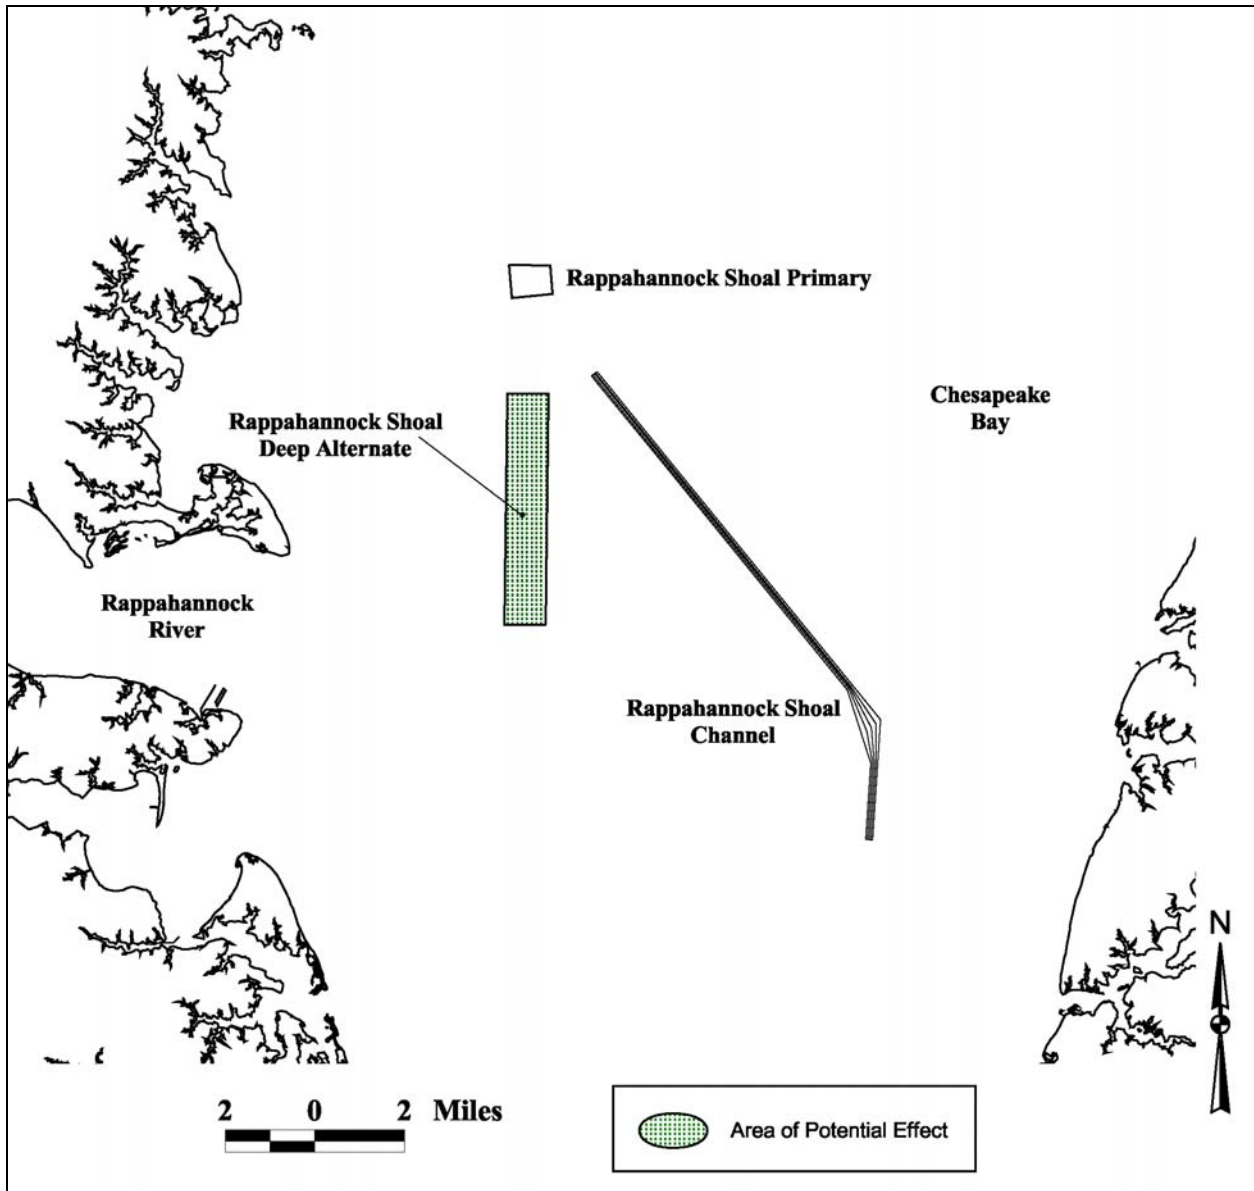 Rappahannock Shoal Primary
Chesapeake
Bay
Rappahannock Shoal
Deep Alternate
Rappahannock
River
Rappahannock Shoal
Channel
N
2 0 2 Miles
Area of Potential Effect